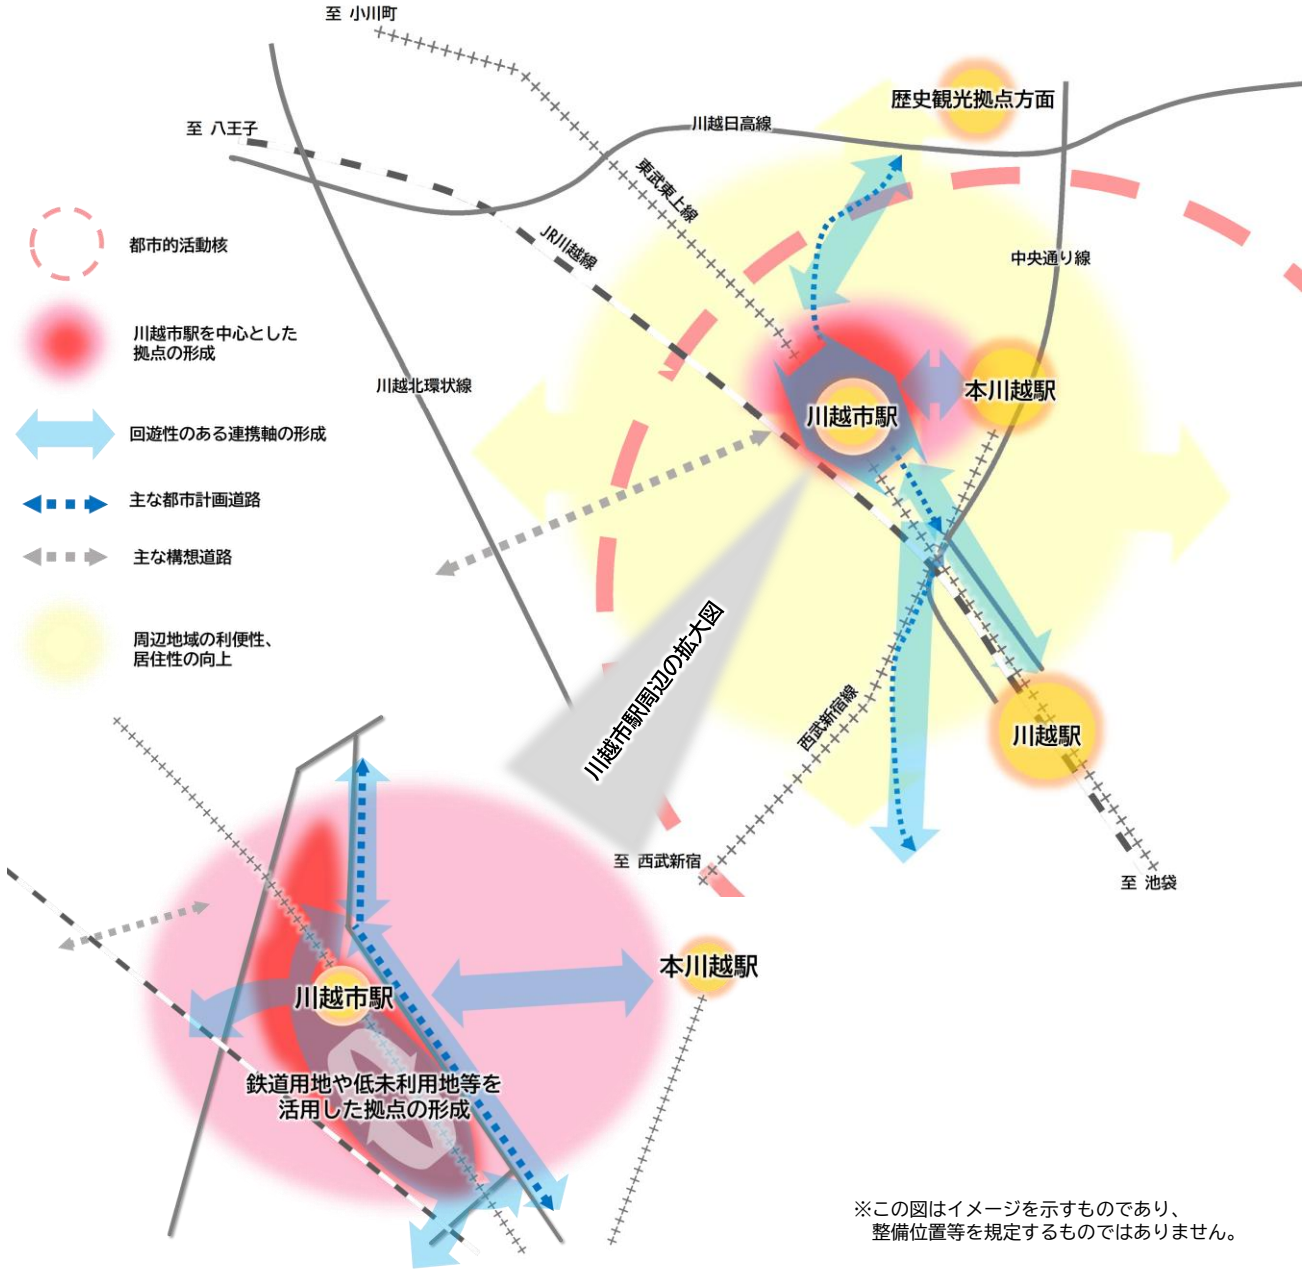 至 小川町
歴史観光拠点方面
至 八王子
川越日高線
東武東上線
JR川越線
中央通り線
都市的活動核
川越市駅を中心とした
拠点の形成
川越北環状線
本川越駅
川越市駅
回遊性のある連携軸の形成
主な都市計画道路
主な構想道路
周辺地域の利便性、
居住性の向上
川越市駅周辺の拡大図
西武新宿線
川越駅
至 西武新宿
至 池袋
本川越駅
川越市駅
鉄道用地や低未利用地等を
活用した拠点の形成
※この図はイメージを示すものであり、
整備位置等を規定するものではありません。